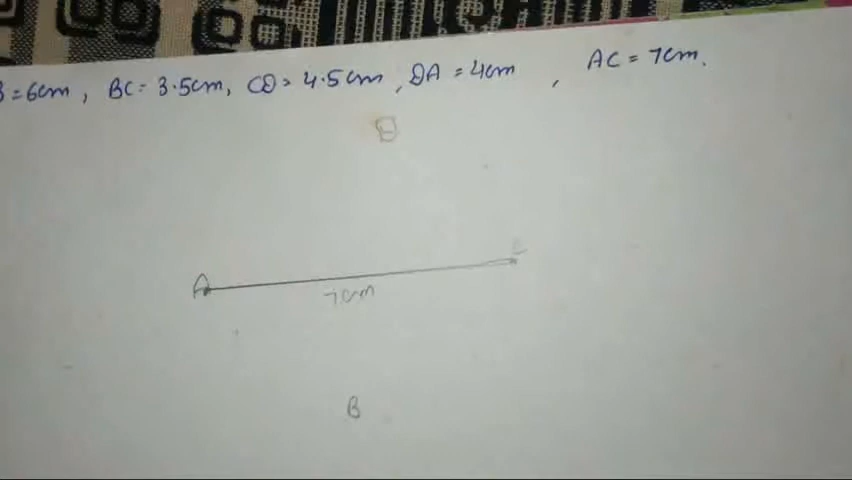 =6cm, BC = 3.5cm, CD = 4.5cm, DA = 4cm, AC = 7cm.
A
7cm
B